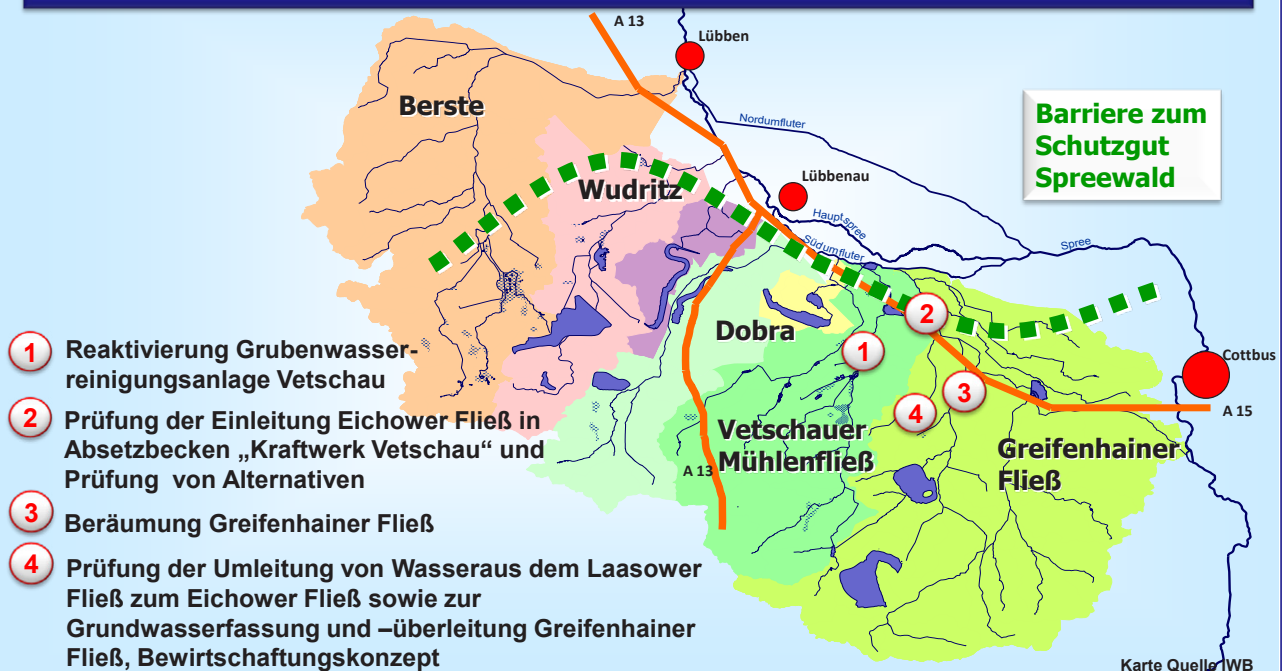 A 13
Lübben
Berste
Nordumfluter
Barriere zum
Schutzgut
Spreewald
Wudritz
Lübbenau
Hauptspree
Südumfluter
Spree
2
Dobra
1
Cottbus
3
A 15
4
Vetschauer
Mühlenfließ
A 13
Greifenhainer
Fließ
1 Reaktivierung Grubenwasser-
reinigungsanlage Vetschau
2 Prüfung der Einleitung Eichower Fließ in
Absetzbecken „Kraftwerk Vetschau“ und
Prüfung von Alternativen
3 Beräumung Greifenhainer Fließ
4 Prüfung der Umleitung von Wasseraus dem Laasower
Fließ zum Eichower Fließ sowie zur
Grundwasserfassung und –überleitung Greifenhainer
Fließ, Bewirtschaftungskonzept
Karte Quelle IWB